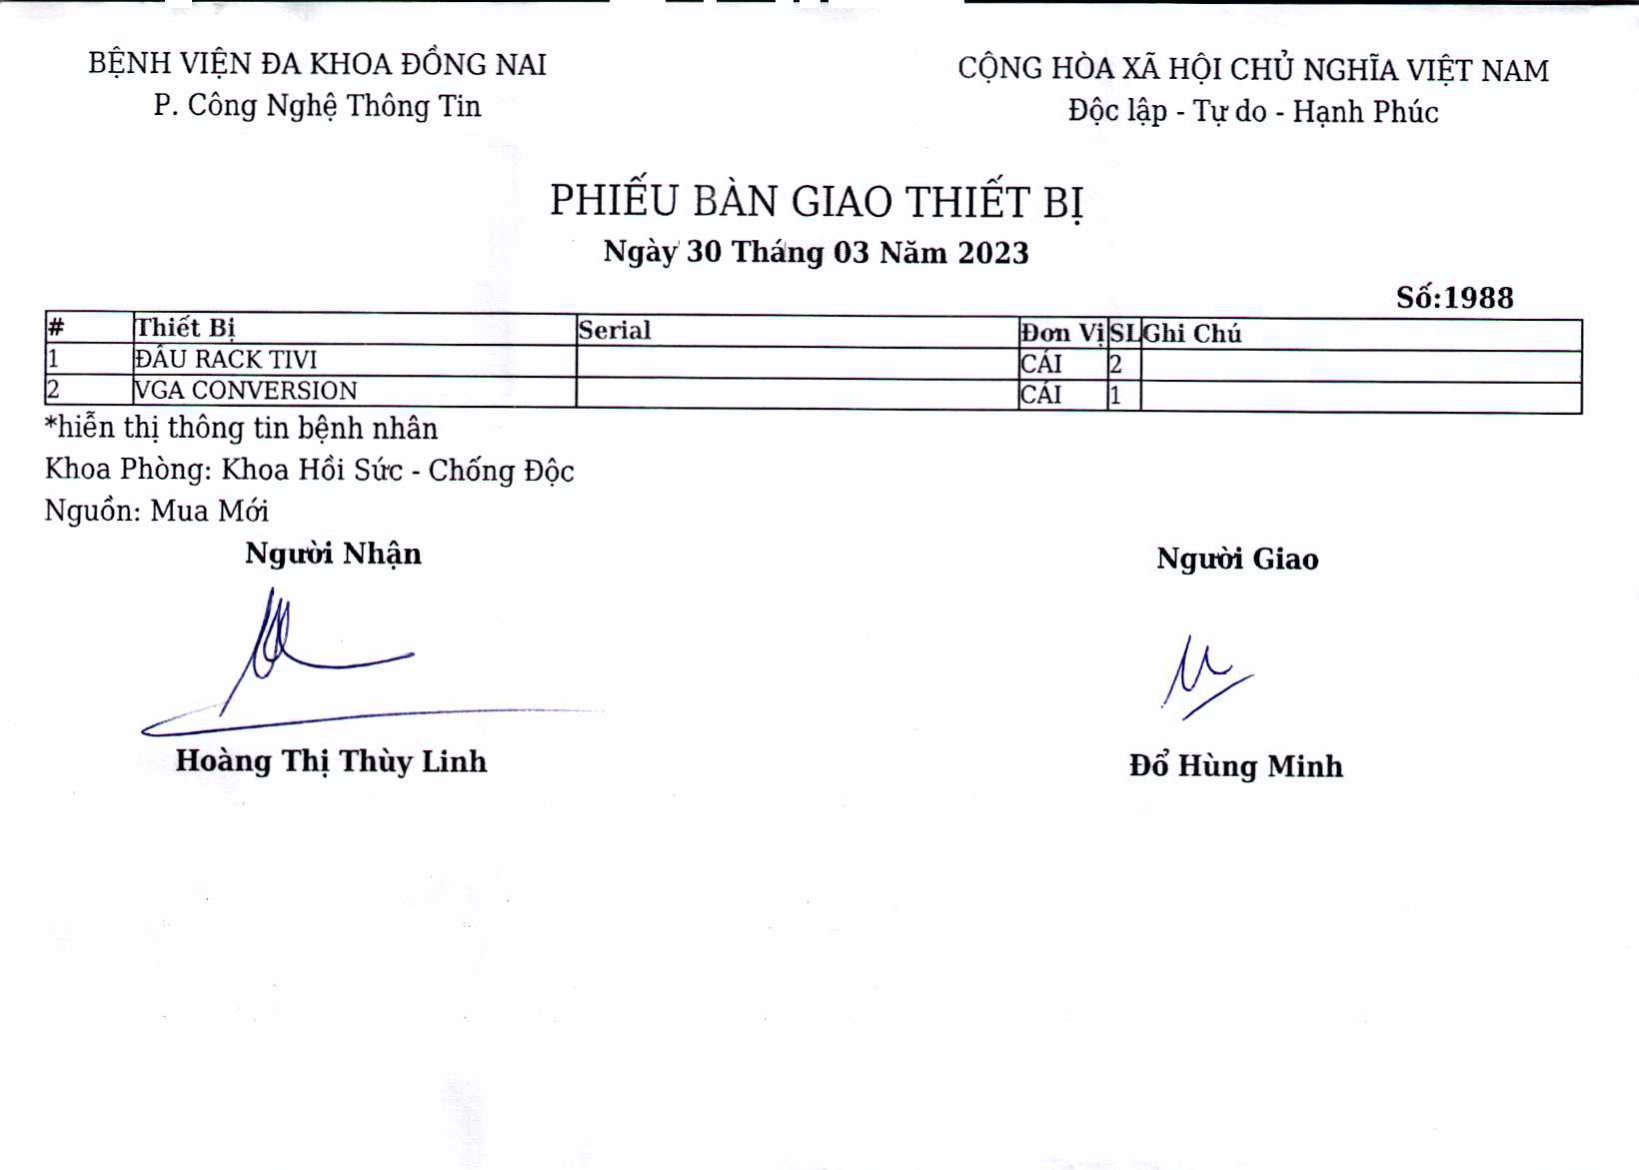 BỆNH VIỆN ĐA KHOA ĐỒNG NAI
P. Công Nghệ Thông Tin
CỘNG HÒA XÃ HỘI CHỦ NGHĨA VIỆT NAM
Độc lập - Tự do - Hạnh Phúc
PHIẾU BÀN GIAO THIẾT BỊ
Ngày 30 Tháng 03 Năm 2023
Số:1988
# Thiết Bị Serial Đơn Vị SL Ghi Chú
1 ĐẦU RACK TIVI CÁI 2
2 VGA CONVERSION CÁI 1
*hiễn thị thông tin bệnh nhân
Khoa Phòng: Khoa Hồi Sức - Chống Độc
Nguồn: Mua Mới
Người Nhận Người Giao
Hoàng Thị Thùy Linh Đổ Hùng Minh